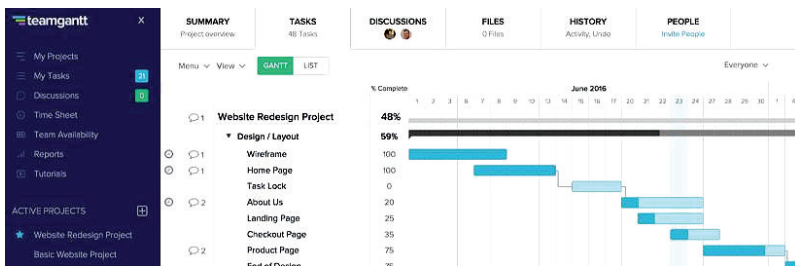 teamgantt X
My Projects
My Tasks 21
Discussions 0
Time Sheet
Team Availability
Reports
Tutorials
ACTIVE PROJECTS
Website Redesign Project
Basic Website Project
SUMMARY
Project overview
TASKS
48 Tasks
DISCUSSIONS
FILES
0 Files
HISTORY
Activity, Undo
PEOPLE
Invite People
Menu View GANTT LIST Everyone
% Complete June 2016
1 2 3 6 7 8 9 10 13 14 15 16 17 20 21 22 23 24 27 28 29 30 1 4
1 Website Redesign Project 48%
Design / Layout 59%
1 Wireframe 100
1 Home Page 100
Task Lock 0
2 About Us 20
Landing Page 25
Checkout Page 35
2 Product Page 75
End of Design 75